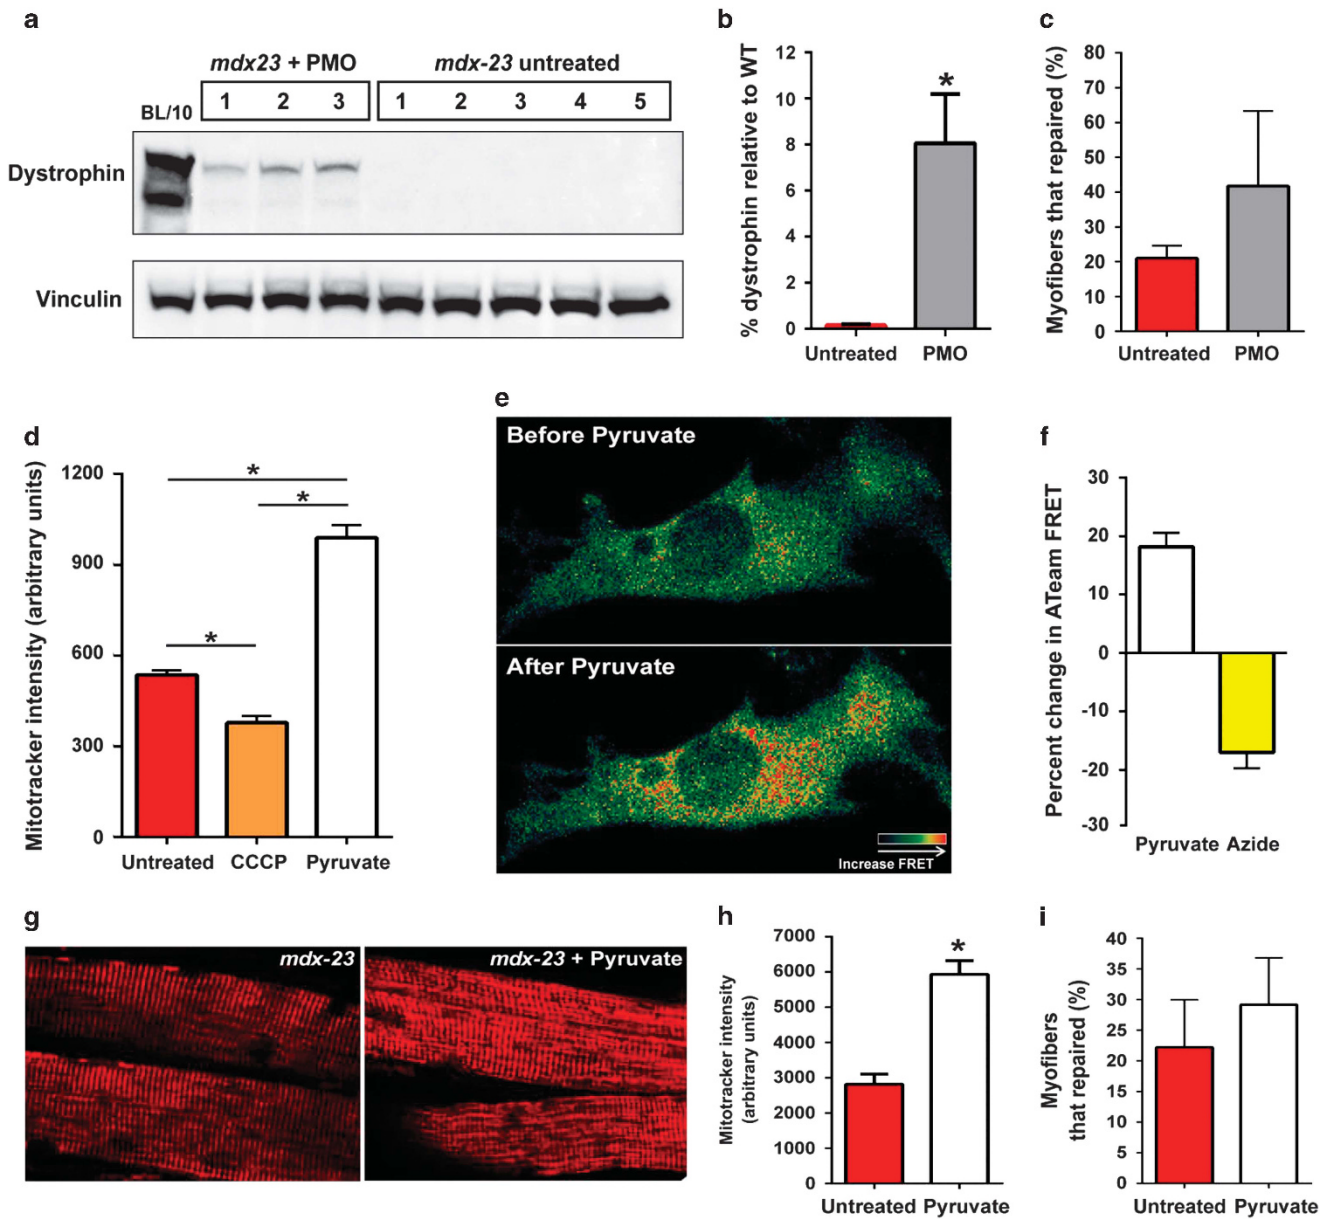 a
mdx23 + PMO
mdx-23 untreated
BL/10
1 2 3 1 2 3 4 5
Dystrophin
Vinculin
b
% dystrophin relative to WT
12
10
8
6
4
2
0
*
Untreated PMO
c
Myofibers that repaired (%)
80
70
60
50
40
30
20
10
0
Untreated PMO
d
Mitotracker intensity (arbitrary units)
1200
900
600
300
0
*
*
*
Untreated CCCP Pyruvate
e
Before Pyruvate
After Pyruvate
Increase FRET
f
Percent change in ATeam FRET
30
20
10
0
-10
-20
-30
Pyruvate Azide
g
mdx-23
mdx-23 + Pyruvate
h
Mitotracker intensity
(arbitrary units)
7000
6000
5000
4000
3000
2000
1000
0
*
Untreated Pyruvate
i
Myofibers
that repaired (%)
40
35
30
25
20
15
10
5
0
Untreated Pyruvate